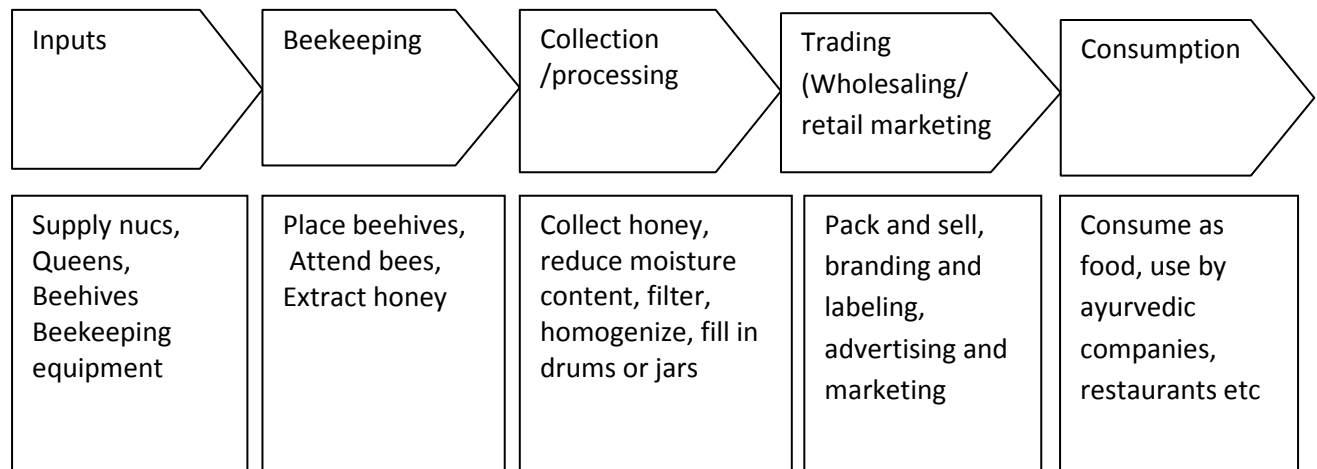 Inputs
Beekeeping
Collection
/processing
Trading
(Wholesaling/
retail marketing
Consumption
Supply nucs,
Queens,
Beehives
Beekeeping
equipment
Place beehives,
Attend bees,
Extract honey
Collect honey,
reduce moisture
content, filter,
homogenize, fill in
drums or jars
Pack and sell,
branding and
labeling,
advertising and
marketing
Consume as
food, use by
ayurvedic
companies,
restaurants etc